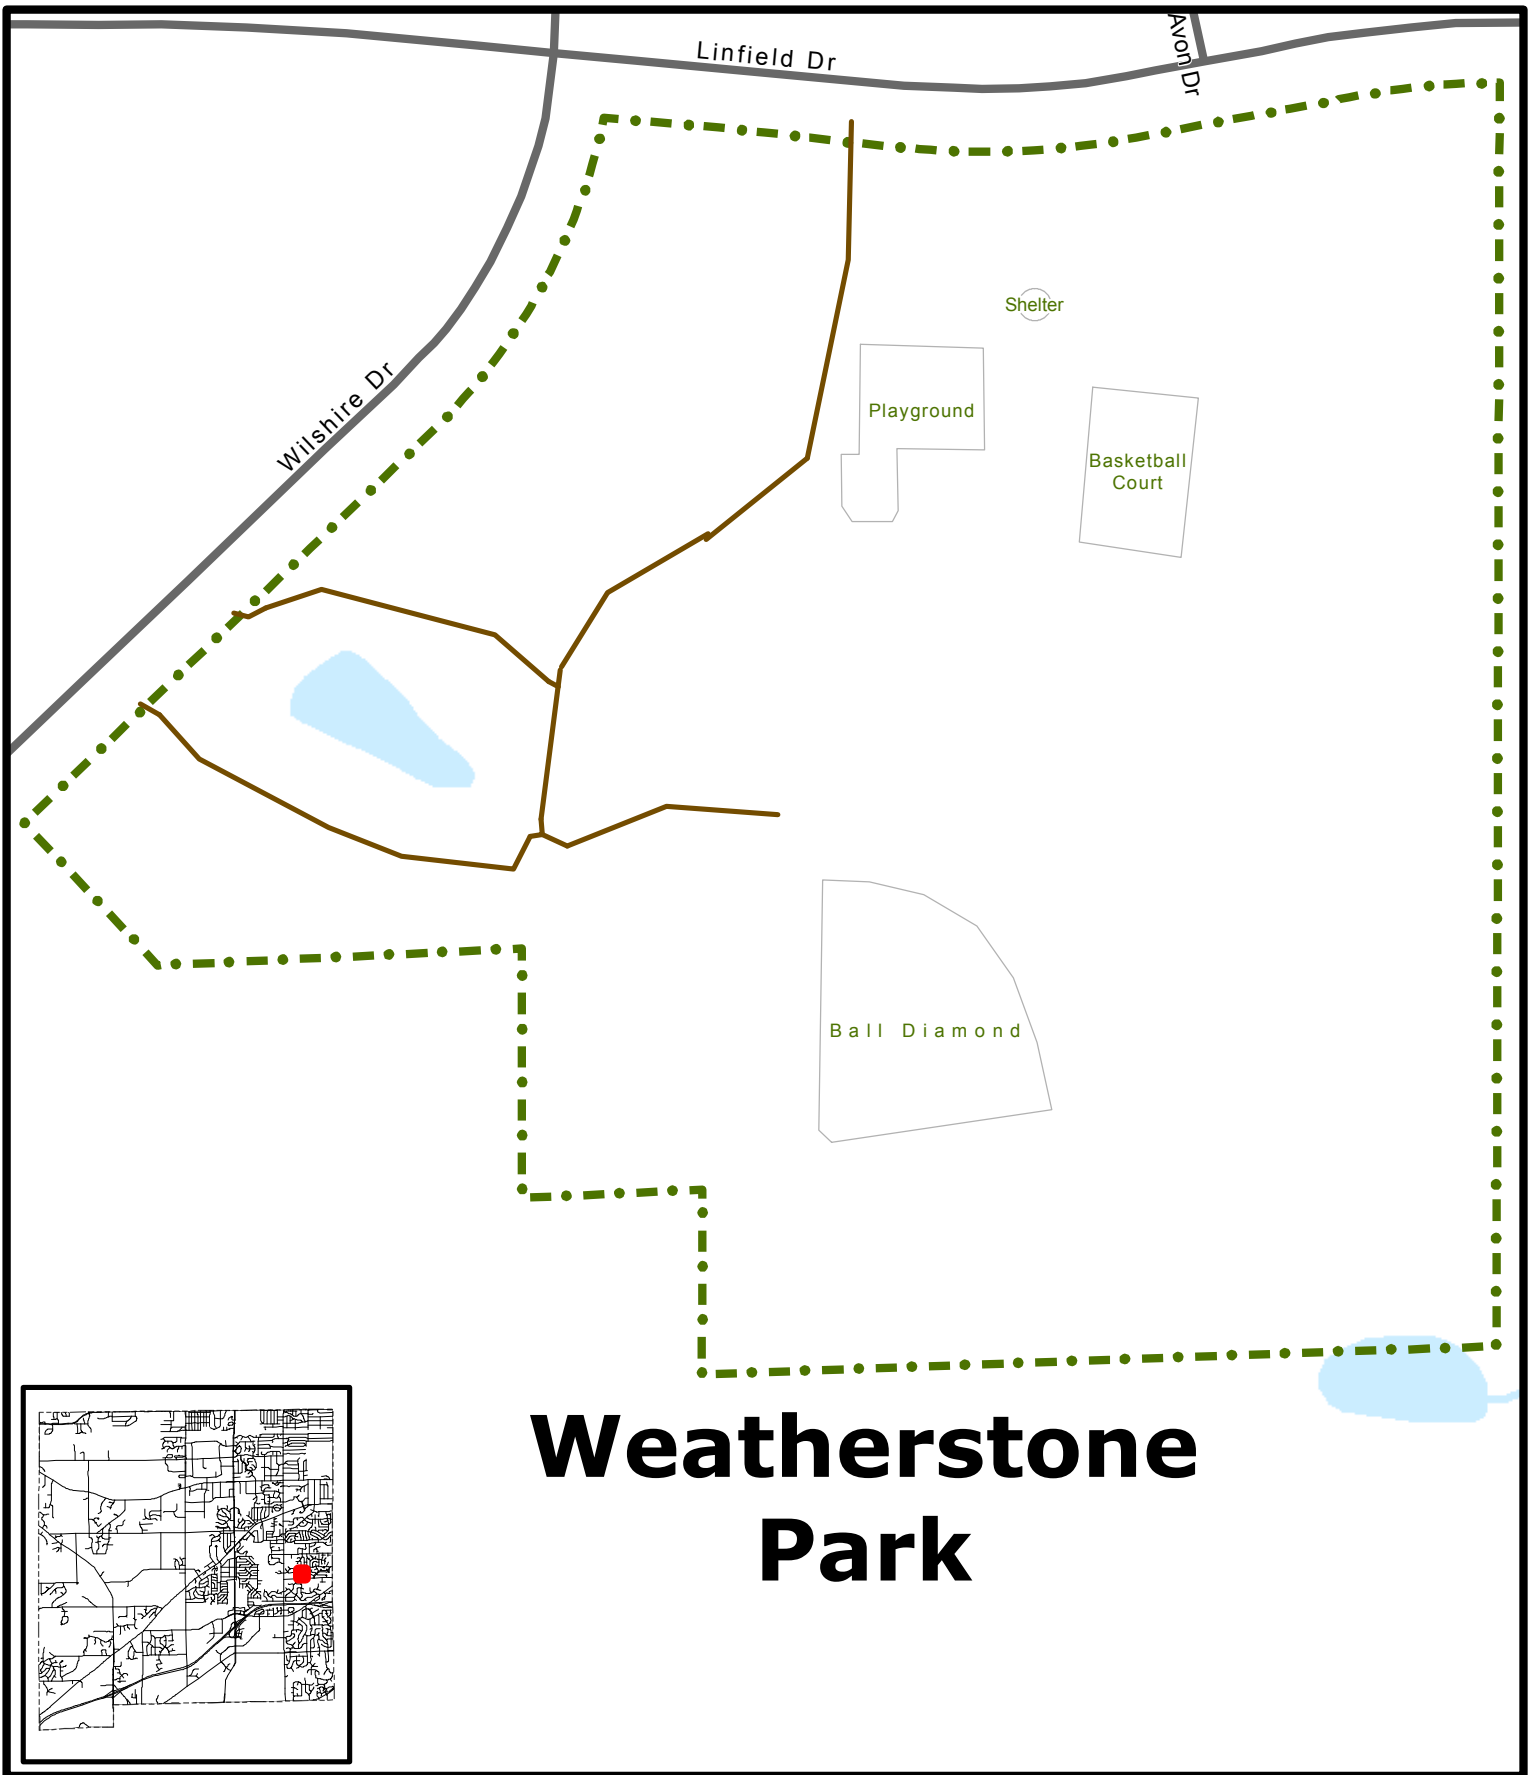 Linfield Dr
Avon Dr
Wilshire Dr
Shelter
Playground
Basketball
Court
Ball Diamond
Weatherstone
Park